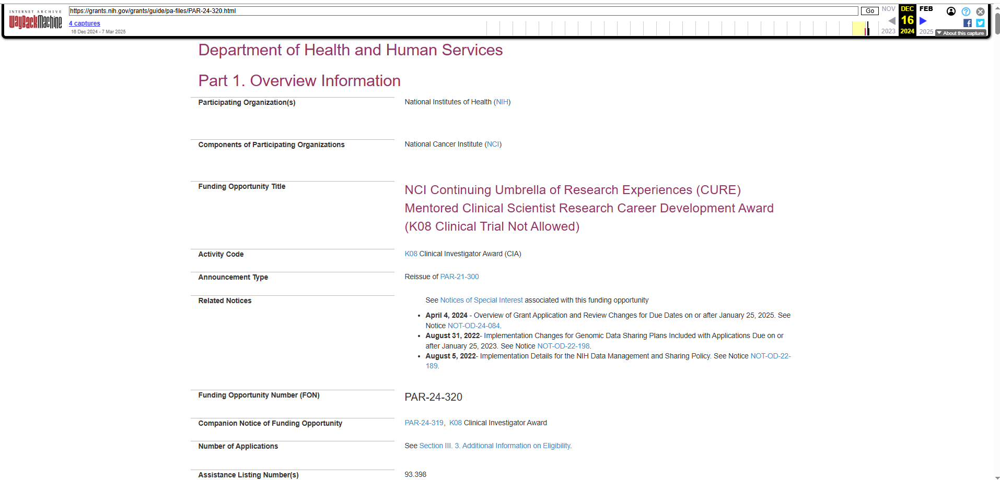 INTERNET ARCHIVE
WayBackMachine
https://grants.nih.gov/grants/guide/pa-files/PAR-24-320.html
Go
NOV DEC FEB
4 captures
16
16 Dec 2024 - 7 Mar 2025
2023 2024 2025
About this capture
Department of Health and Human Services
Part 1. Overview Information
Participating Organization(s)
National Institutes of Health (NIH)
Components of Participating Organizations
National Cancer Institute (NCI)
Funding Opportunity Title
NCI Continuing Umbrella of Research Experiences (CURE)
Mentored Clinical Scientist Research Career Development Award
(K08 Clinical Trial Not Allowed)
Activity Code
K08 Clinical Investigator Award (CIA)
Announcement Type
Reissue of PAR-21-300
Related Notices
See Notices of Special Interest associated with this funding opportunity
• April 4, 2024 - Overview of Grant Application and Review Changes for Due Dates on or after January 25, 2025. See
Notice NOT-OD-24-084.
• August 31, 2022- Implementation Changes for Genomic Data Sharing Plans Included with Applications Due on or
after January 25, 2023. See Notice NOT-OD-22-198.
• August 5, 2022- Implementation Details for the NIH Data Management and Sharing Policy. See Notice NOT-OD-22-
189.
Funding Opportunity Number (FON)
PAR-24-320
Companion Notice of Funding Opportunity
PAR-24-319, K08 Clinical Investigator Award
Number of Applications
See Section III. 3. Additional Information on Eligibility.
Assistance Listing Number(s)
93.398